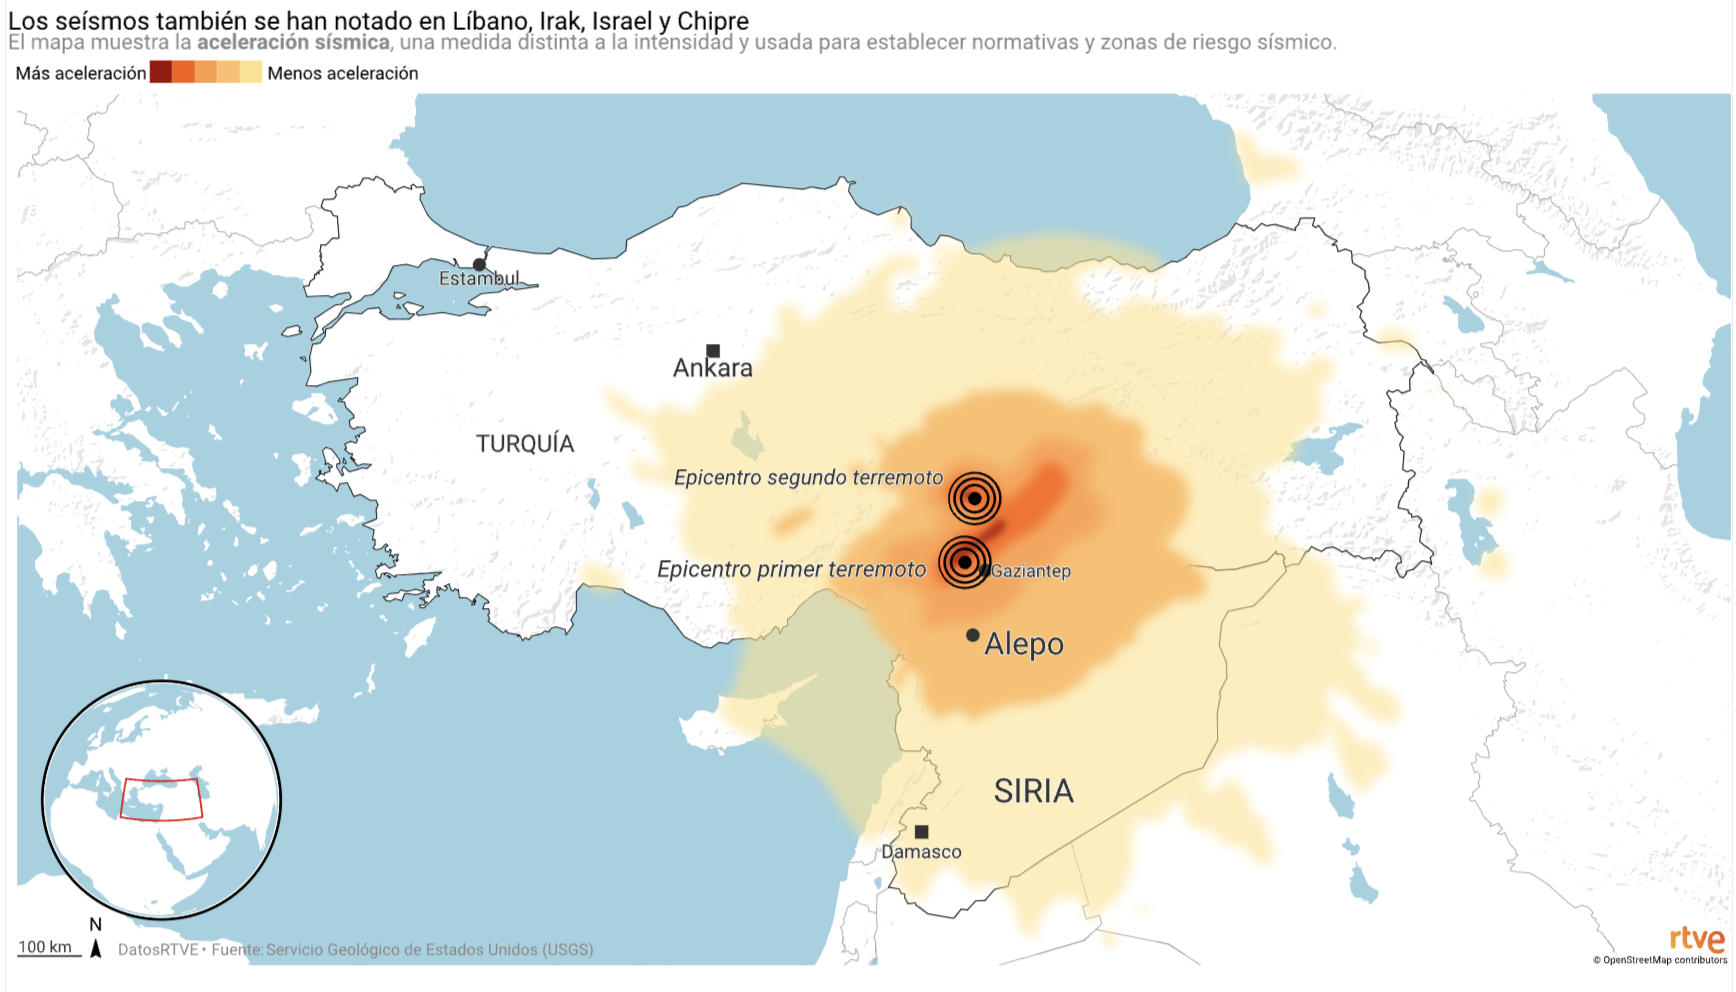 Los seísmos también se han notado en Líbano, Irak, Israel y Chipre
El mapa muestra la aceleración sísmica, una medida distinta a la intensidad y usada para establecer normativas y zonas de riesgo sísmico.
Más aceleración Menos aceleración
Estambul
Ankara
TURQUÍA
Epicentro segundo terremoto
Epicentro primer terremoto
Gaziantep
Alepo
SIRIA
Damasco
N
100 km
DatosRTVE • Fuente: Servicio Geológico de Estados Unidos (USGS)
rtve
© OpenStreetMap contributors